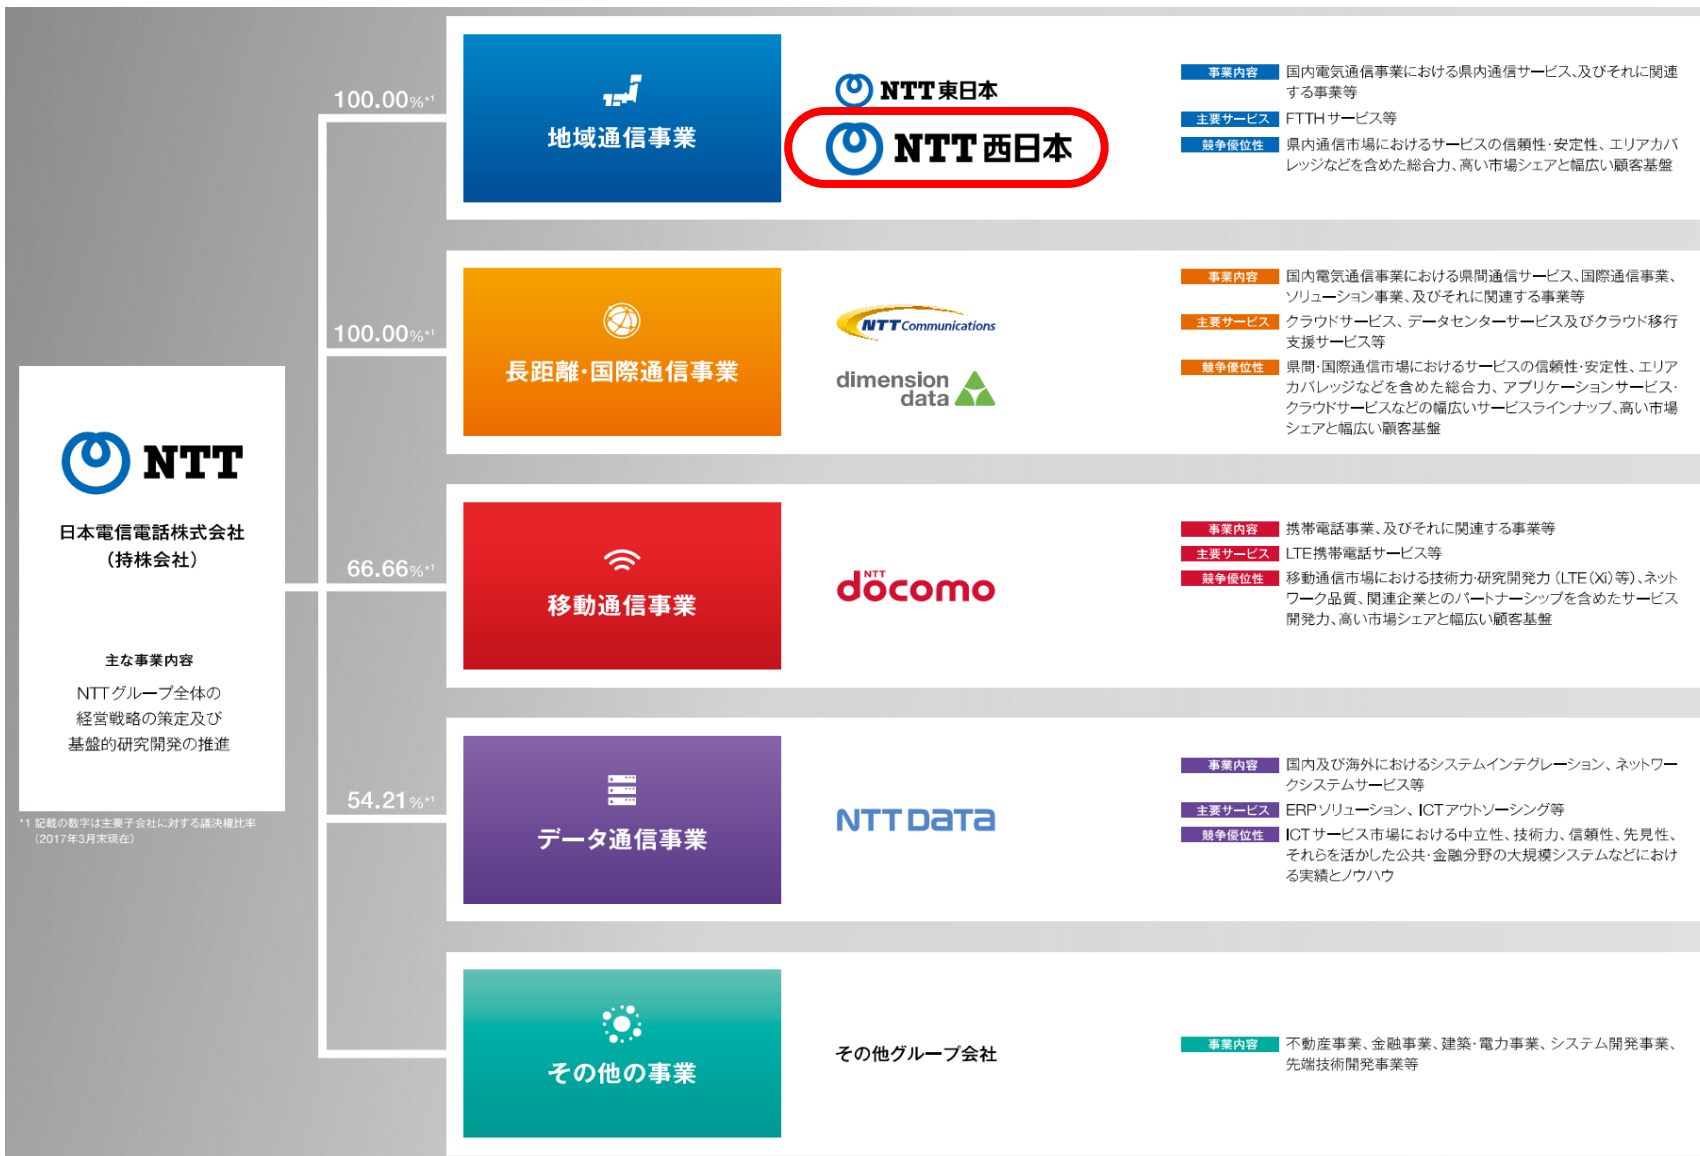 NTT
日本電信電話株式会社
（持株会社）
主な事業内容
NTTグループ全体の
経営戦略の策定及び
基盤的研究開発の推進
*1 記載の数字は主要子会社に対する議決権比率
（2017年3月末現在）
100.00%*1
地域通信事業
NTT東日本
NTT西日本
事業内容 国内電気通信事業における県内通信サービス、及びそれに関連
する事業等
主要サービス FTTHサービス等
競争優位性 県内通信市場におけるサービスの信頼性・安定性、エリアカバ
レッジなどを含めた総合力、高い市場シェアと幅広い顧客基盤
100.00%*1
長距離・国際通信事業
NTT Communications
dimension
data
事業内容 国内電気通信事業における県間通信サービス、国際通信事業、
ソリューション事業、及びそれに関連する事業等
主要サービス クラウドサービス、データセンターサービス及びクラウド移行
支援サービス等
競争優位性 県間・国際通信市場におけるサービスの信頼性・安定性、エリア
カバレッジなどを含めた総合力、アプリケーションサービス・
クラウドサービスなどの幅広いサービスラインナップ、高い市場
シェアと幅広い顧客基盤
66.66%*1
移動通信事業
NTT
docomo
事業内容 携帯電話事業、及びそれに関連する事業等
主要サービス LTE携帯電話サービス等
競争優位性 移動通信市場における技術力・研究開発力（LTE（Xi）等）、ネット
ワーク品質、関連企業とのパートナーシップを含めたサービス
開発力、高い市場シェアと幅広い顧客基盤
54.21%*1
データ通信事業
NTT DATA
事業内容 国内及び海外におけるシステムインテグレーション、ネットワー
クシステムサービス等
主要サービス ERPソリューション、ICTアウトソーシング等
競争優位性 ICTサービス市場における中立性、技術力、信頼性、先見性、
それらを活かした公共・金融分野の大規模システムなどにおけ
る実績とノウハウ
その他の事業
その他グループ会社
事業内容 不動産事業、金融事業、建築・電力事業、システム開発事業、
先端技術開発事業等